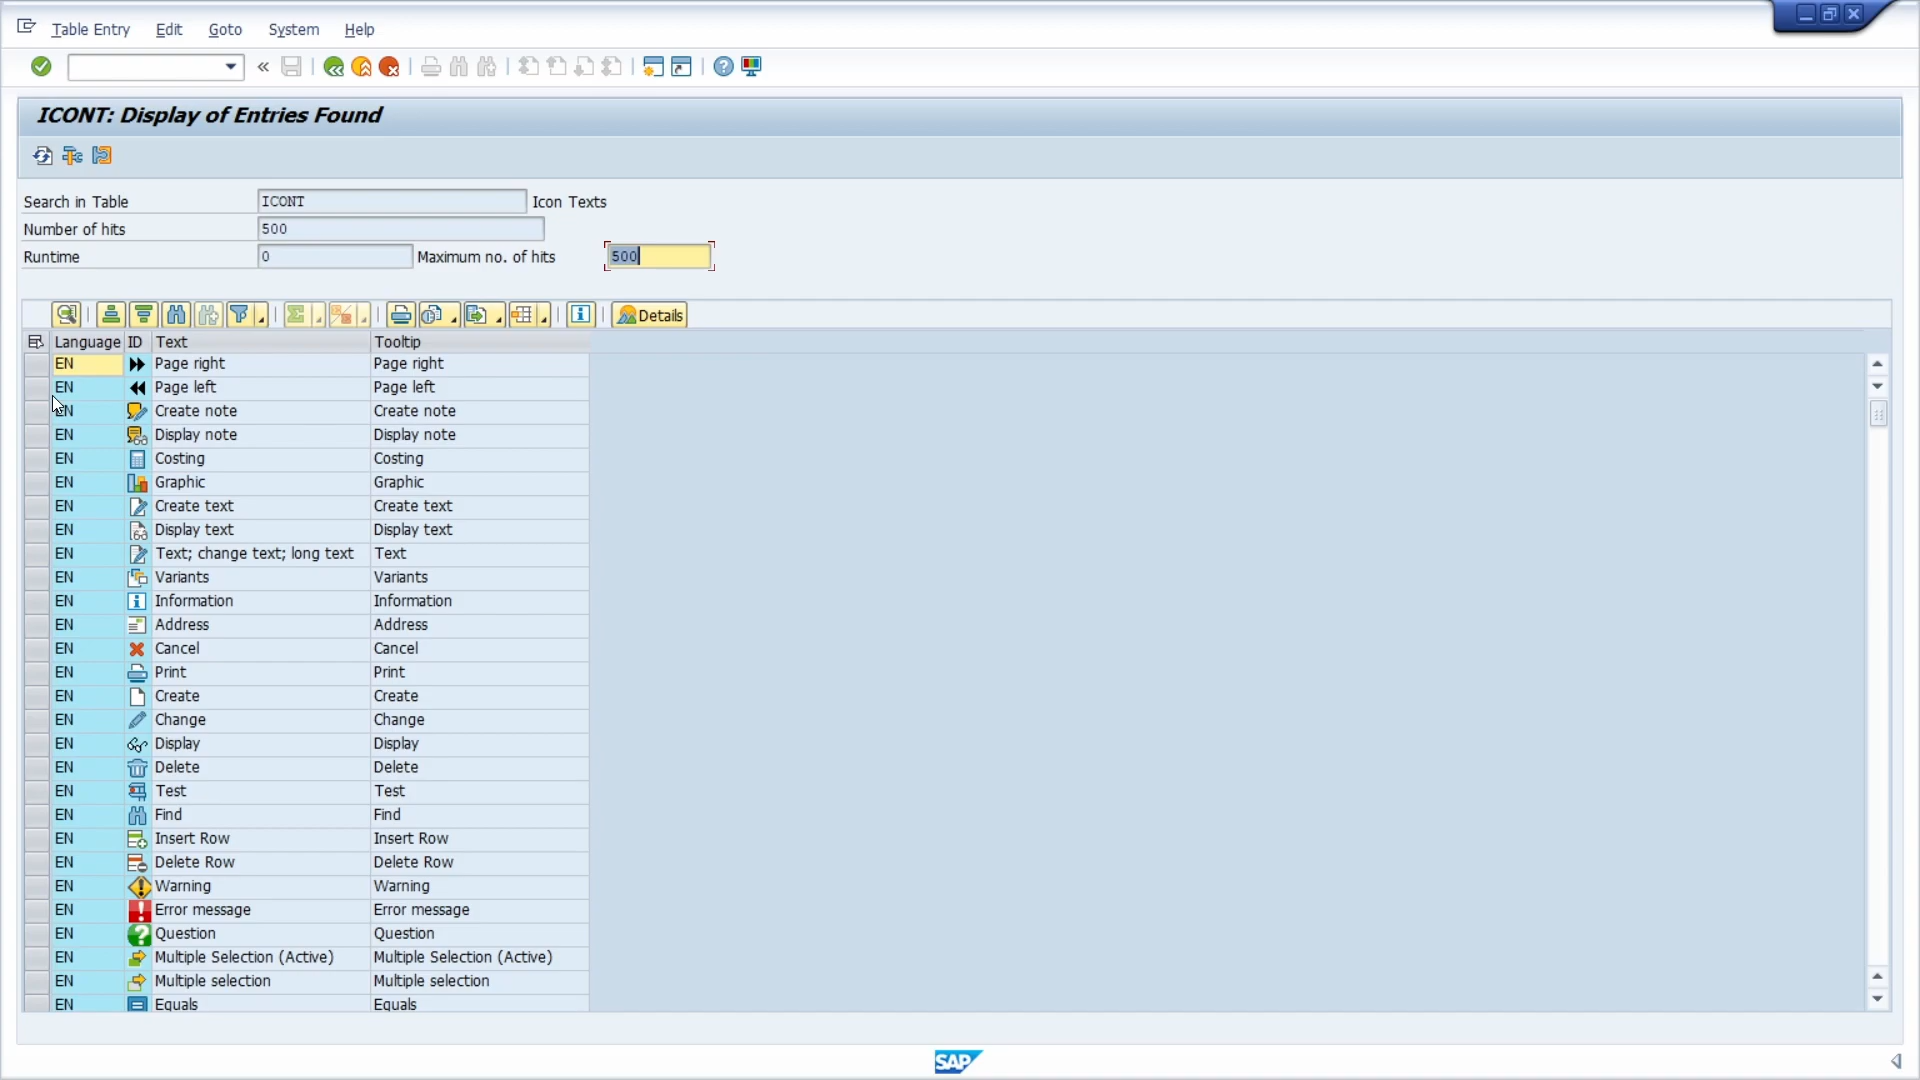 Table Entry Edit Goto System Help
ICONT: Display of Entries Found
Search in Table ICONT Icon Texts
Number of hits 500
Runtime 0 Maximum no. of hits 500
Details
Language ID Text Tooltip
EN Page right Page right
EN Page left Page left
EN Create note Create note
EN Display note Display note
EN Costing Costing
EN Graphic Graphic
EN Create text Create text
EN Display text Display text
EN Text; change text; long text Text
EN Variants Variants
EN Information Information
EN Address Address
EN Cancel Cancel
EN Print Print
EN Create Create
EN Change Change
EN Display Display
EN Delete Delete
EN Test Test
EN Find Find
EN Insert Row Insert Row
EN Delete Row Delete Row
EN Warning Warning
EN Error message Error message
EN Question Question
EN Multiple Selection (Active) Multiple Selection (Active)
EN Multiple selection Multiple selection
EN Equals Equals
SAP